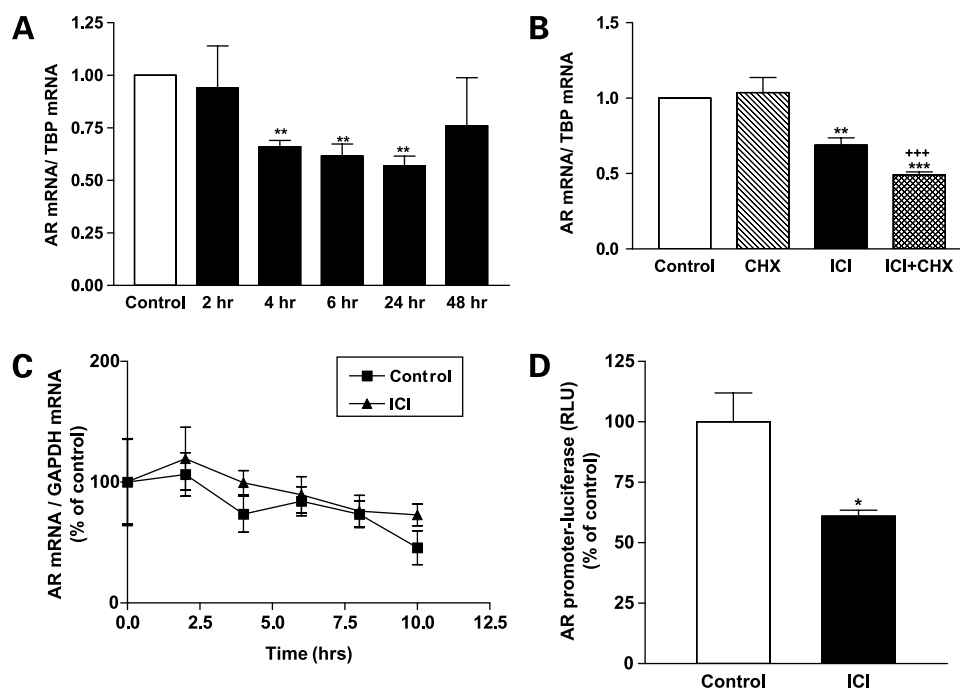 A
AR mRNA/ TBP mRNA
1.25
1.00
0.75
0.50
0.25
0.00
**
**
**
Control 2 hr 4 hr 6 hr 24 hr 48 hr
B
AR mRNA/ TBP mRNA
1.5
1.0
0.5
0.0
**
+++
***
Control CHX ICI ICI+CHX
C
AR mRNA / GAPDH mRNA
(% of control)
200
100
0
Control
ICI
0.0 2.5 5.0 7.5 10.0 12.5
Time (hrs)
D
AR promoter-luciferase (RLU)
(% of control)
125
100
75
50
25
0
*
Control ICI